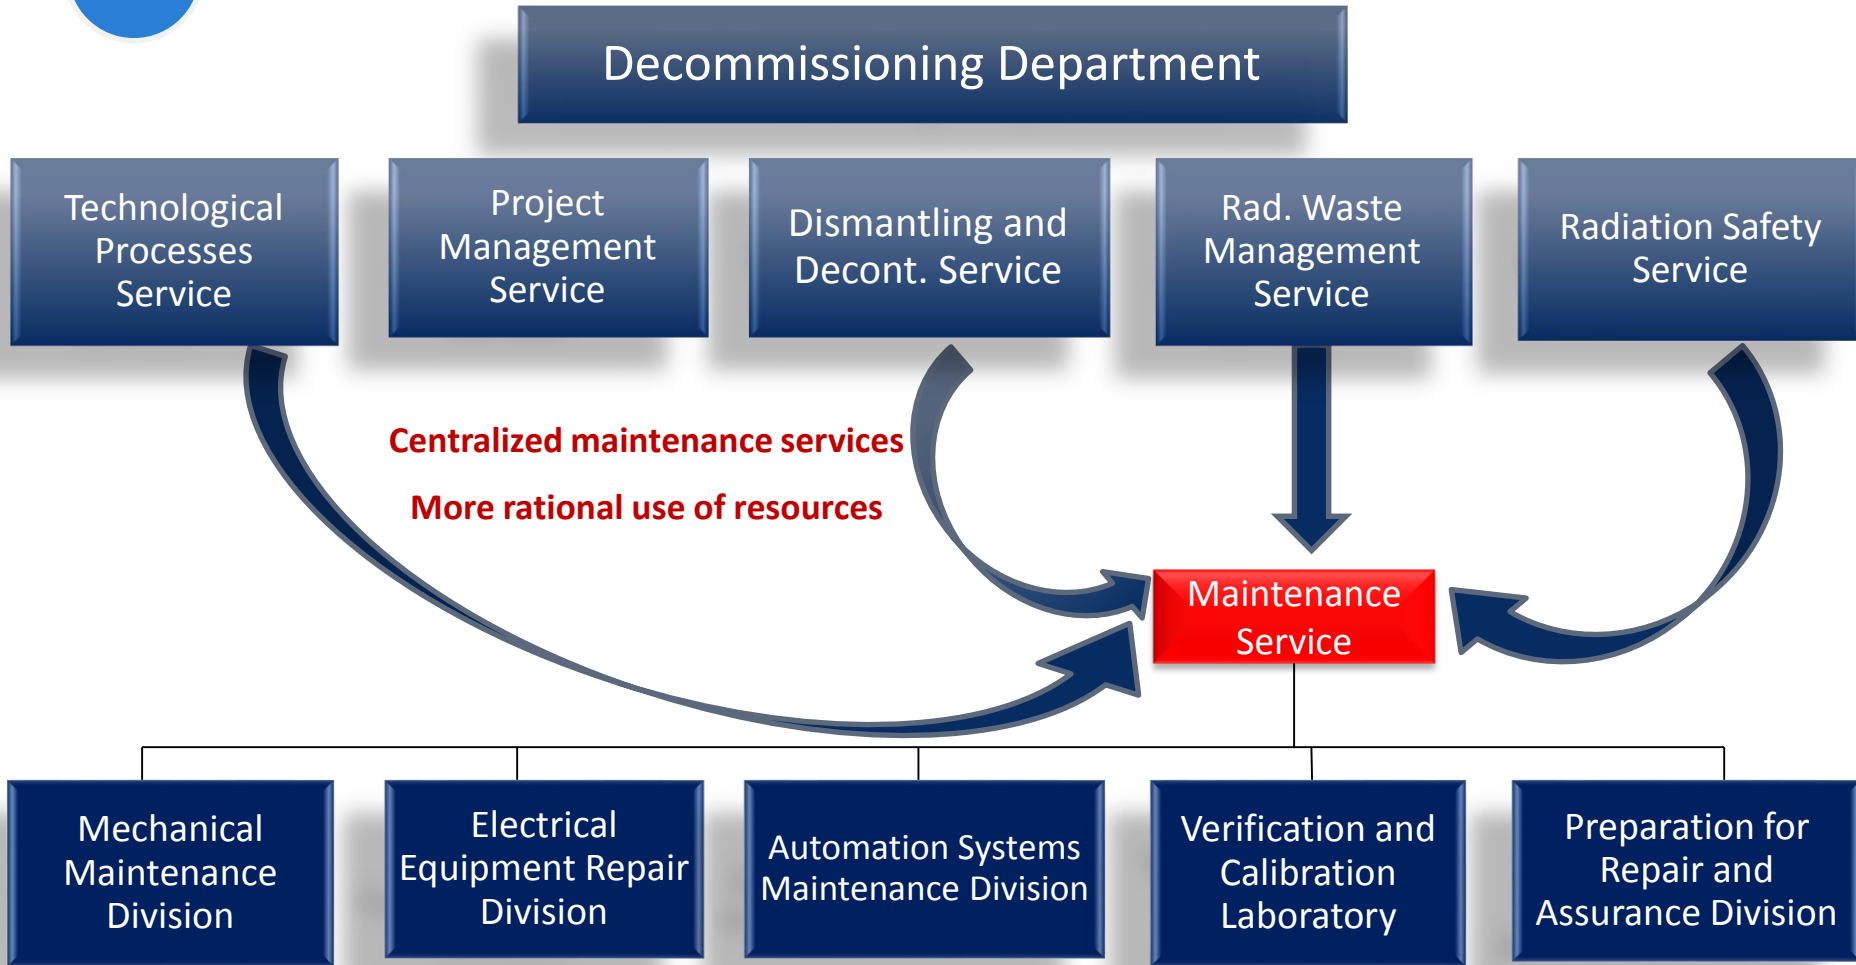 Decommissioning Department
Technological
Processes
Service
Project
Management
Service
Dismantling and
Decont. Service
Rad. Waste
Management
Service
Radiation Safety
Service
Centralized maintenance services
More rational use of resources
Maintenance
Service
Mechanical
Maintenance
Division
Electrical
Equipment Repair
Division
Automation Systems
Maintenance Division
Verification and
Calibration
Laboratory
Preparation for
Repair and
Assurance Division